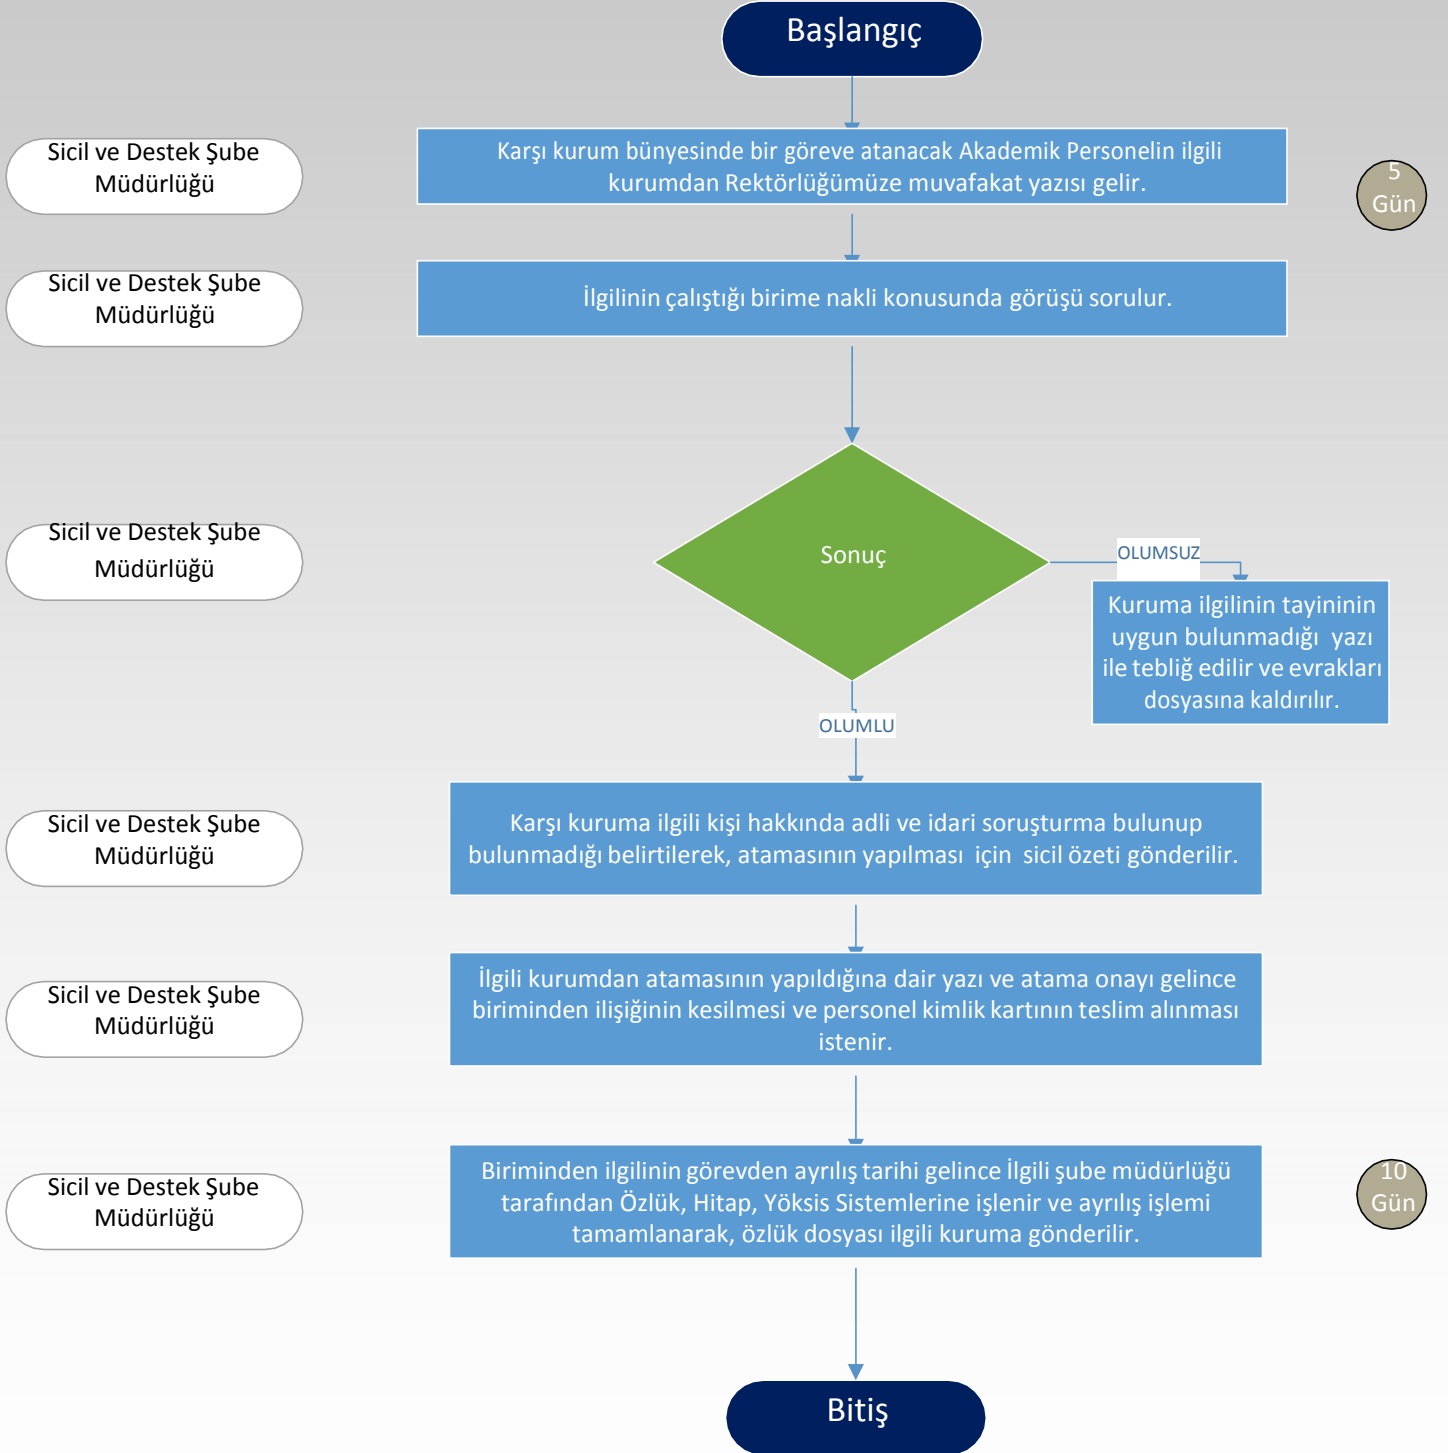 Başlangıç
Sicil ve Destek Şube
Müdürlüğü
Karşı kurum bünyesinde bir göreve atanacak Akademik Personelin ilgili
kurumdan Rektörlüğümüze muvafakat yazısı gelir.
5
Gün
Sicil ve Destek Şube
Müdürlüğü
İlgilinin çalıştığı birime nakli konusunda görüşü sorulur.
Sicil ve Destek Şube
Müdürlüğü
Sonuç
OLUMSUZ
Kuruma ilgilinin tayininin
uygun bulunmadığı yazı
ile tebliğ edilir ve evrakları
dosyasına kaldırılır.
OLUMLU
Sicil ve Destek Şube
Müdürlüğü
Karşı kuruma ilgili kişi hakkında adli ve idari soruşturma bulunup
bulunmadığı belirtilerek, atamasının yapılması için sicil özeti gönderilir.
Sicil ve Destek Şube
Müdürlüğü
İlgili kurumdan atamasının yapıldığına dair yazı ve atama onayı gelince
biriminden ilişiğinin kesilmesi ve personel kimlik kartının teslim alınması
istenir.
Sicil ve Destek Şube
Müdürlüğü
Biriminden ilgilinin görevden ayrılış tarihi gelince İlgili şube müdürlüğü
tarafından Özlük, Hitap, Yöksis Sistemlerine işlenir ve ayrılış işlemi
tamamlanarak, özlük dosyası ilgili kuruma gönderilir.
10
Gün
Bitiş